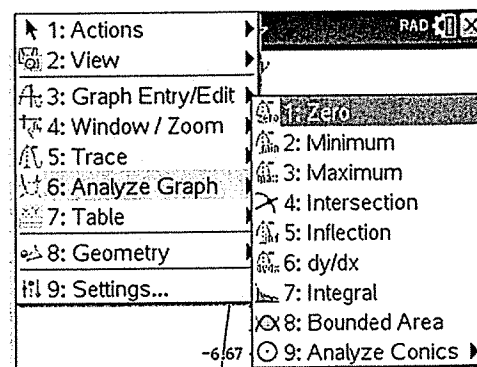 RAD
1: Actions
2: View
3: Graph Entry/Edit
4: Window / Zoom
5: Trace
6: Analyze Graph
7: Table
8: Geometry
9: Settings...
y
1: Zero
2: Minimum
3: Maximum
4: Intersection
5: Inflection
6: dy/dx
7: Integral
8: Bounded Area
9: Analyze Conics
-6.67